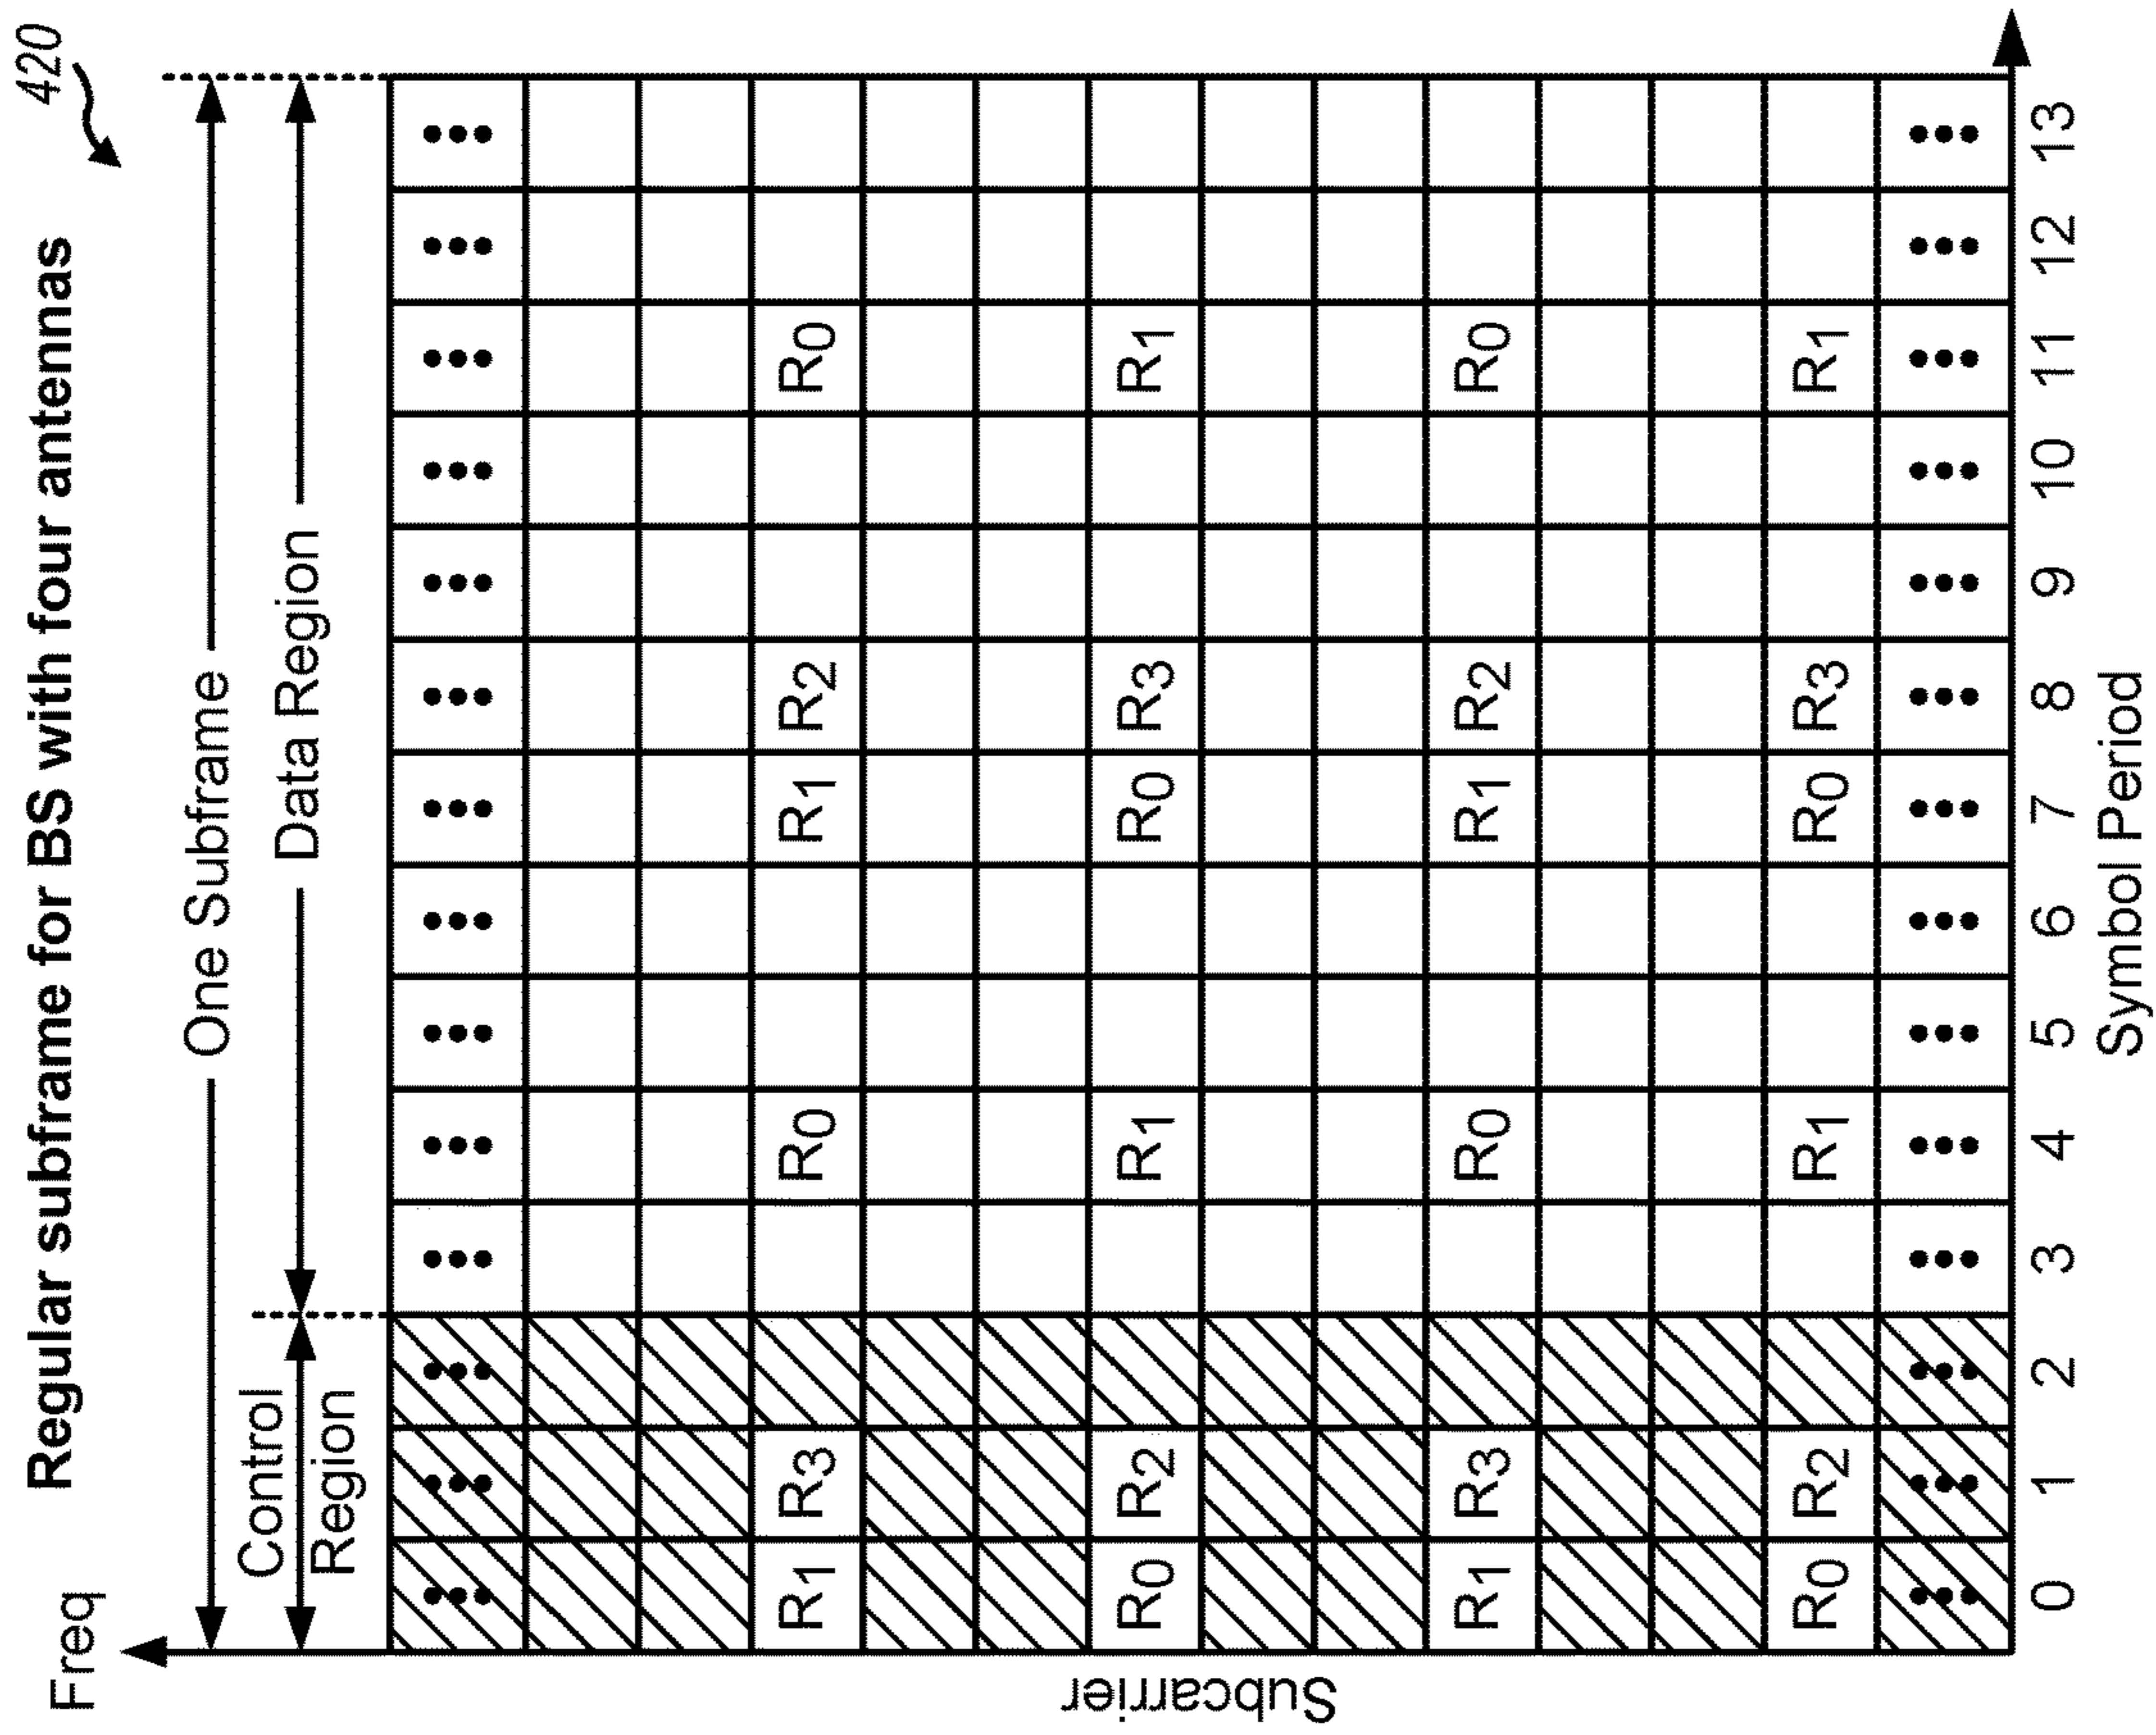 Regular subframe for BS with four antennas
420
Freq
One Subframe
Control Region
Data Region
R1 R3 R0 R1 R2 R0
R0 R2 R1 R0 R3 R1
Subcarrier
R1 R3 R0 R1 R2 R0
R0 R2 R1 R0 R3 R1
0 1 2 3 4 5 6 7 8 9 10 11 12 13
Symbol Period